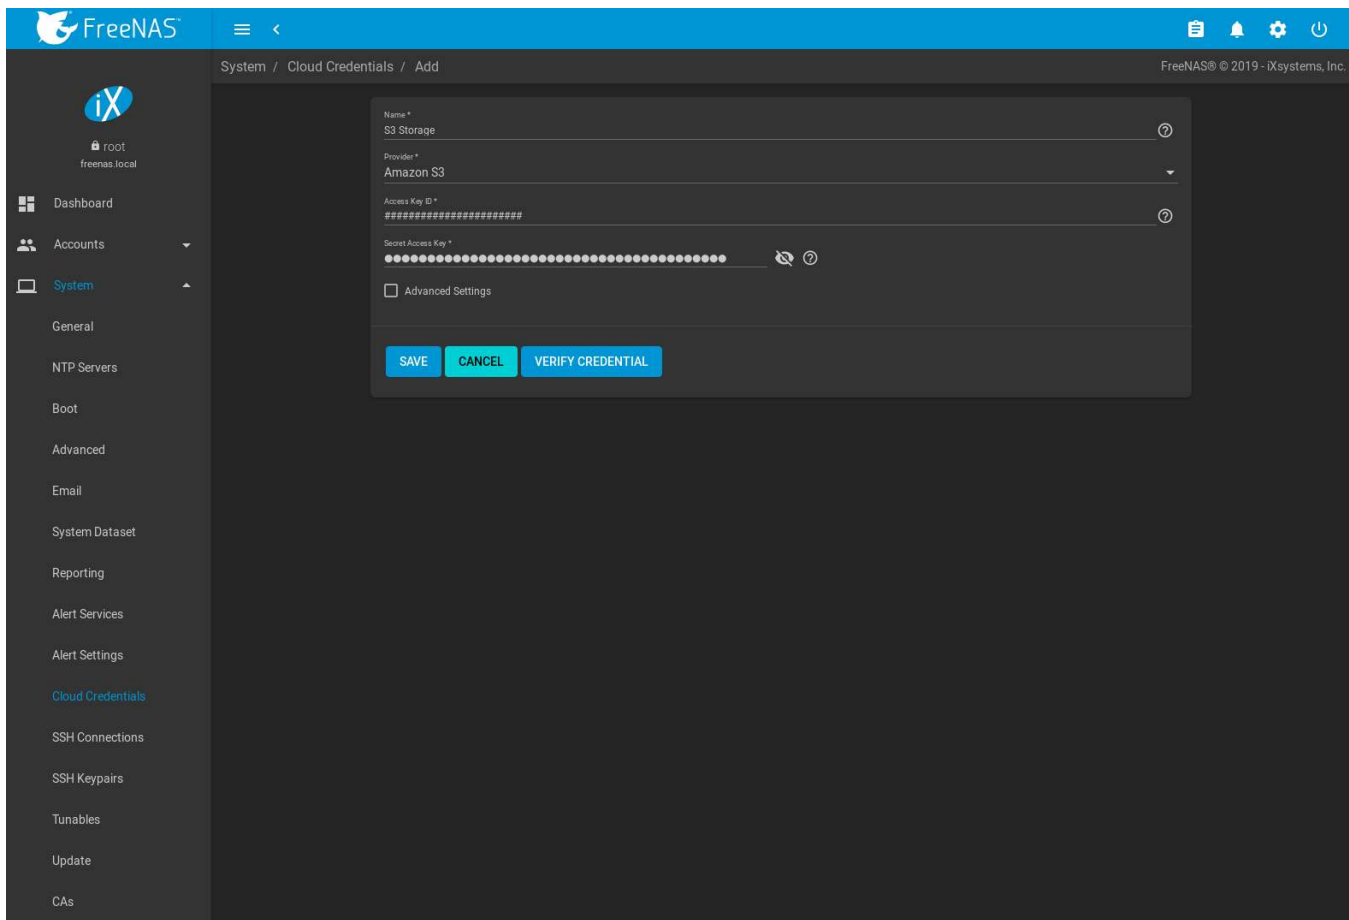 FreeNAS™
System / Cloud Credentials / Add
FreeNAS® © 2019 - iXsystems, Inc.
iX
root
freenas.local
Dashboard
Accounts
System
General
NTP Servers
Boot
Advanced
Email
System Dataset
Reporting
Alert Services
Alert Settings
Cloud Credentials
SSH Connections
SSH Keypairs
Tunables
Update
CAs
Name *
S3 Storage
Provider *
Amazon S3
Access Key ID *
#######################
Secret Access Key *
●●●●●●●●●●●●●●●●●●●●●●●●●●●●●●●●●●●●●●●●
Advanced Settings
SAVE CANCEL VERIFY CREDENTIAL